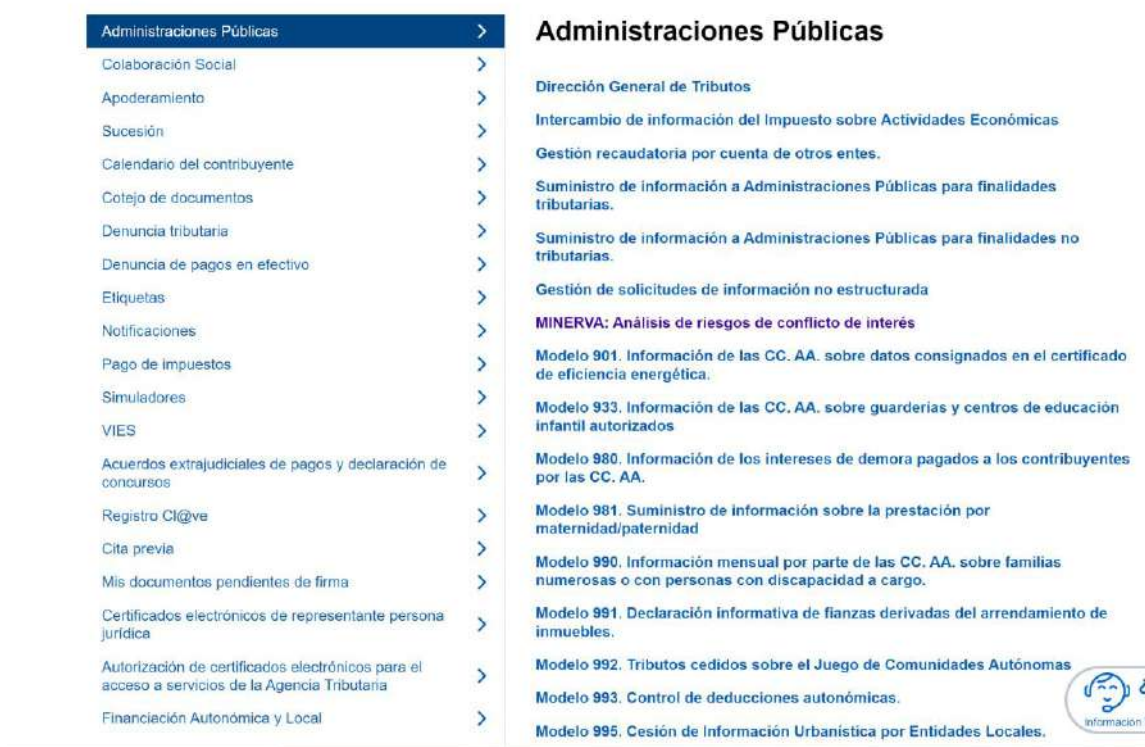 Administraciones Públicas
Colaboración Social
Apoderamiento
Sucesión
Calendario del contribuyente
Cotejo de documentos
Denuncia tributaria
Denuncia de pagos en efectivo
Etiquetas
Notificaciones
Pago de impuestos
Simuladores
VIES
Acuerdos extrajudiciales de pagos y declaración de
concursos
Registro Cl@ve
Cita previa
Mis documentos pendientes de firma
Certificados electrónicos de representante persona
jurídica
Autorización de certificados electrónicos para el
acceso a servicios de la Agencia Tributaria
Financiación Autonómica y Local
Administraciones Públicas
Dirección General de Tributos
Intercambio de información del Impuesto sobre Actividades Económicas
Gestión recaudatoria por cuenta de otros entes.
Suministro de información a Administraciones Públicas para finalidades
tributarias.
Suministro de información a Administraciones Públicas para finalidades no
tributarias.
Gestión de solicitudes de información no estructurada
MINERVA: Análisis de riesgos de conflicto de interés
Modelo 901. Información de las CC. AA. sobre datos consignados en el certificado
de eficiencia energética.
Modelo 933. Información de las CC. AA. sobre guarderías y centros de educación
infantil autorizados
Modelo 980. Información de los intereses de demora pagados a los contribuyentes
por las CC. AA.
Modelo 981. Suministro de información sobre la prestación por
maternidad/paternidad
Modelo 990. Información mensual por parte de las CC. AA. sobre familias
numerosas o con personas con discapacidad a cargo.
Modelo 991. Declaración informativa de fianzas derivadas del arrendamiento de
inmuebles.
Modelo 992. Tributos cedidos sobre el Juego de Comunidades Autónomas
Modelo 993. Control de deducciones autonómicas.
Modelo 995. Cesión de Información Urbanística por Entidades Locales.
¿
Información